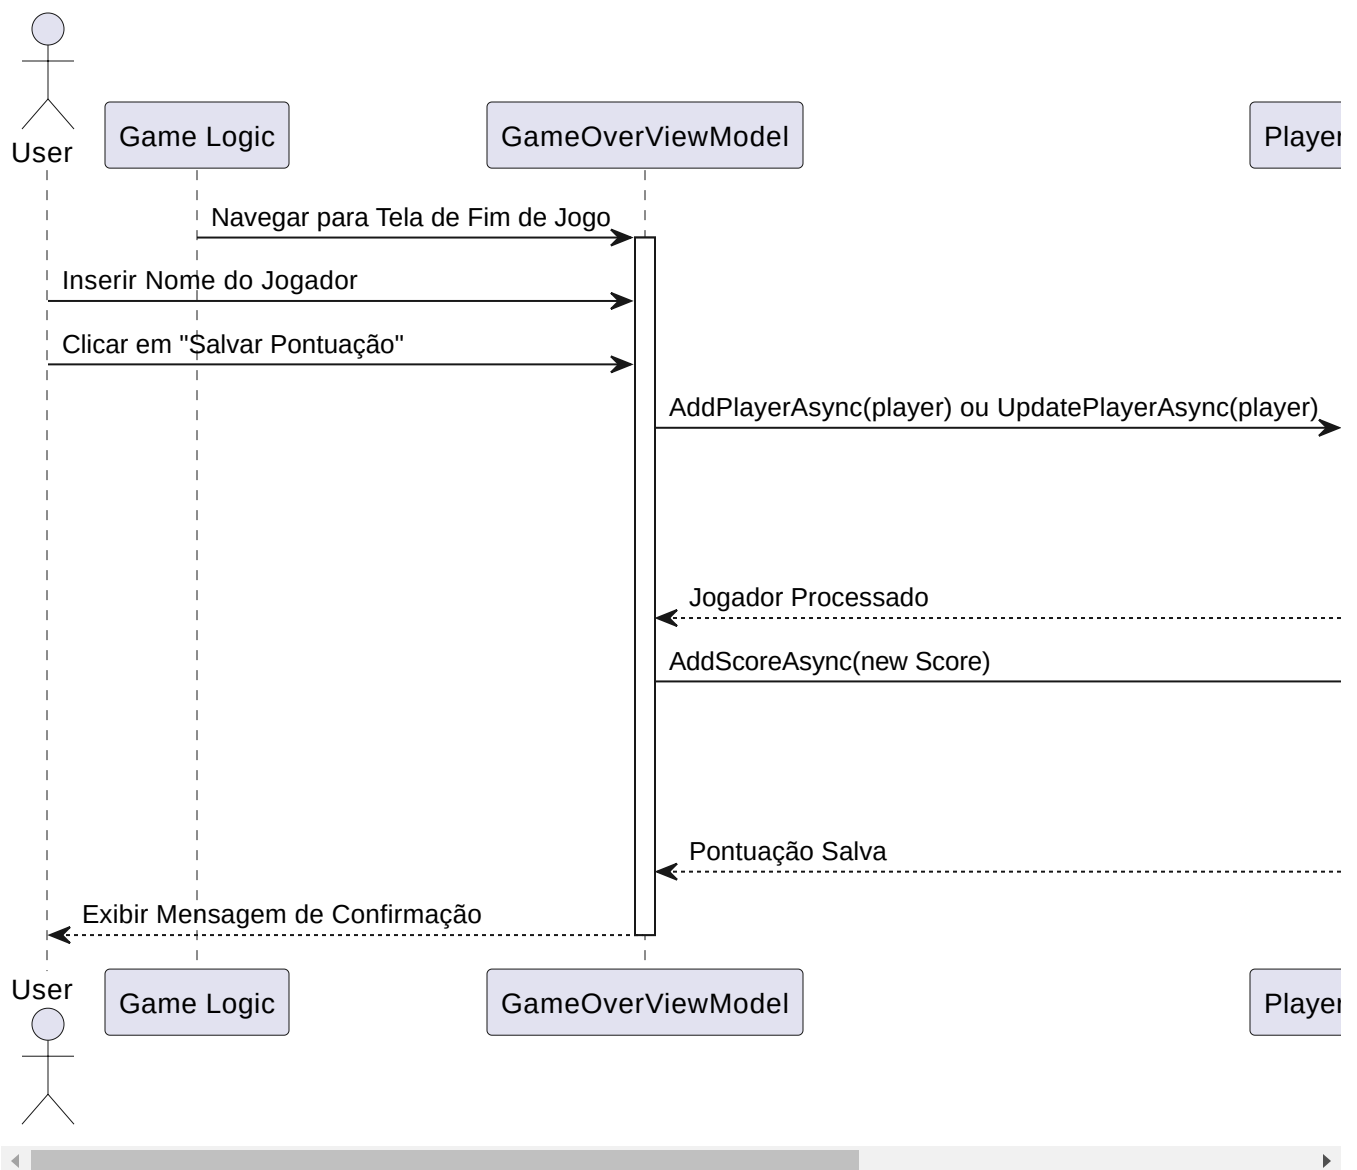 User
Game Logic
GameOverViewModel
Player
Navegar para Tela de Fim de Jogo
Inserir Nome do Jogador
Clicar em "Salvar Pontuação"
AddPlayerAsync(player) ou UpdatePlayerAsync(player)
Jogador Processado
AddScoreAsync(new Score)
Pontuação Salva
Exibir Mensagem de Confirmação
User
Game Logic
GameOverViewModel
Player